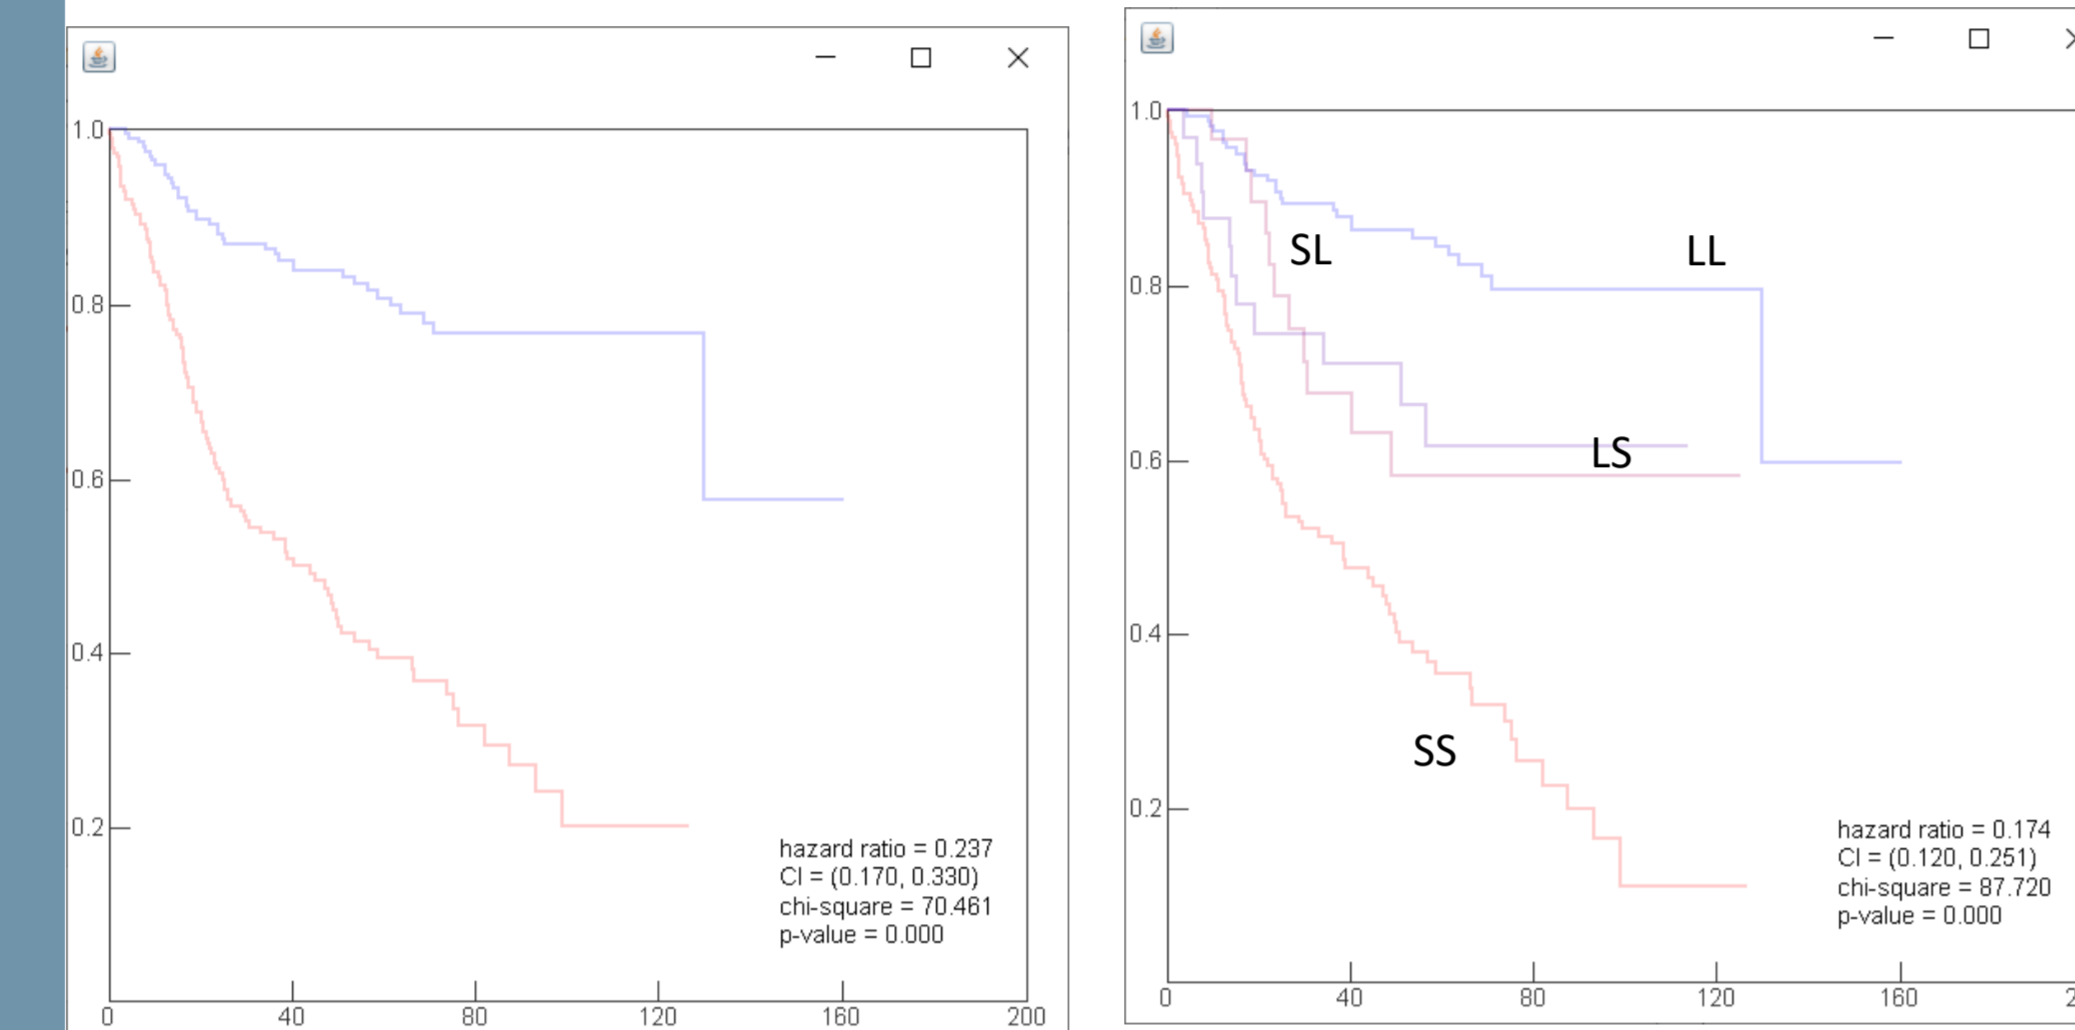 1.0
0.8
0.6
0.4
0.2
hazard ratio = 0.237
CI = (0.170, 0.330)
chi-square = 70.461
p-value = 0.000
0 40 80 120 160 200
1.0
SL LL
0.8
LS
0.6
0.4
SS
0.2
hazard ratio = 0.174
CI = (0.120, 0.251)
chi-square = 87.720
p-value = 0.000
0 40 80 120 160 2